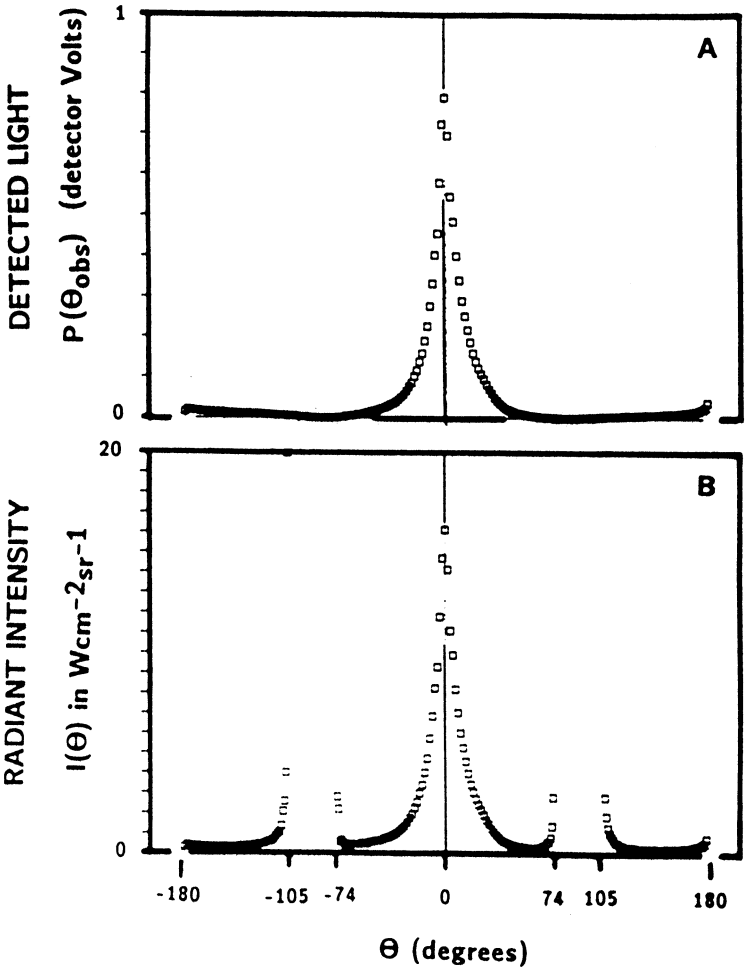 1
A
DETECTED LIGHT
P(Θobs) (detector Volts)
0
20
B
RADIANT INTENSITY
I(Θ) in Wcm-2sr-1
0
-180 -105 -74 0 74 105 180
Θ (degrees)